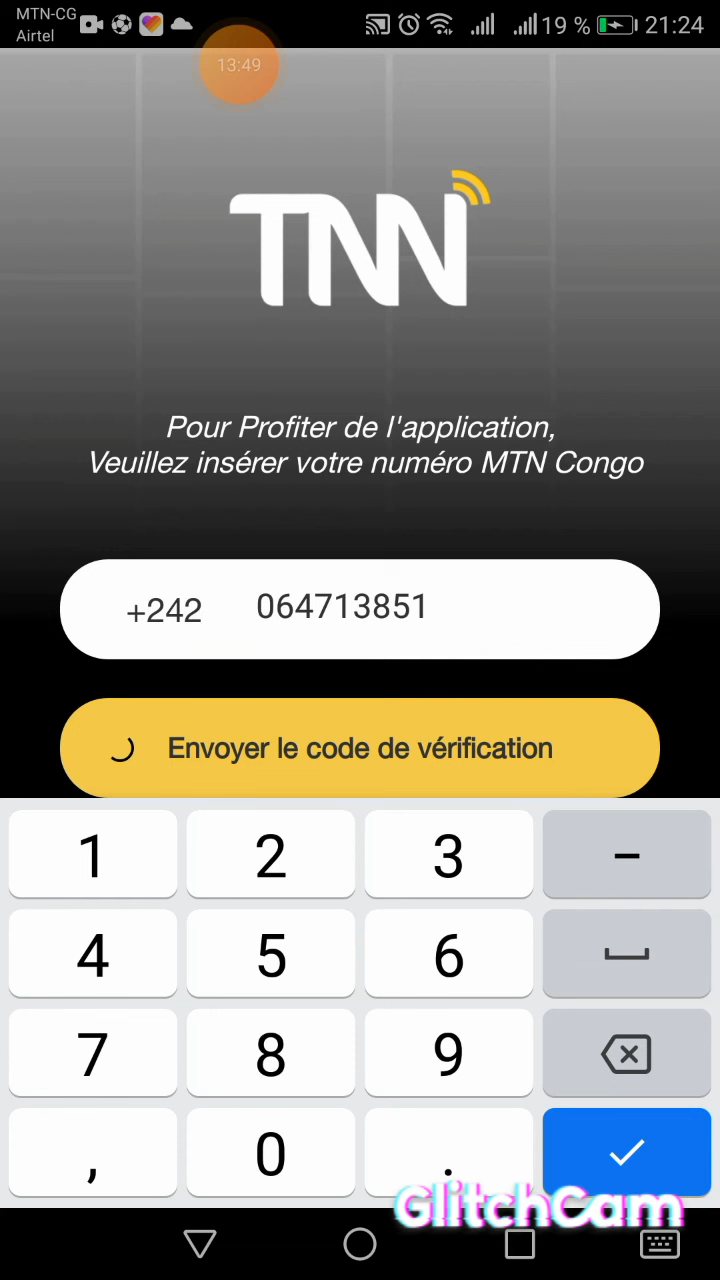 MTN-CG
Airtel
19 %
21:24
13:49
TNN
Pour Profiter de l'application,
Veuillez insérer votre numéro MTN Congo
+242 064713851
Envoyer le code de vérification
1 2 3 –
4 5 6
7 8 9
, 0 .
GlitchCam